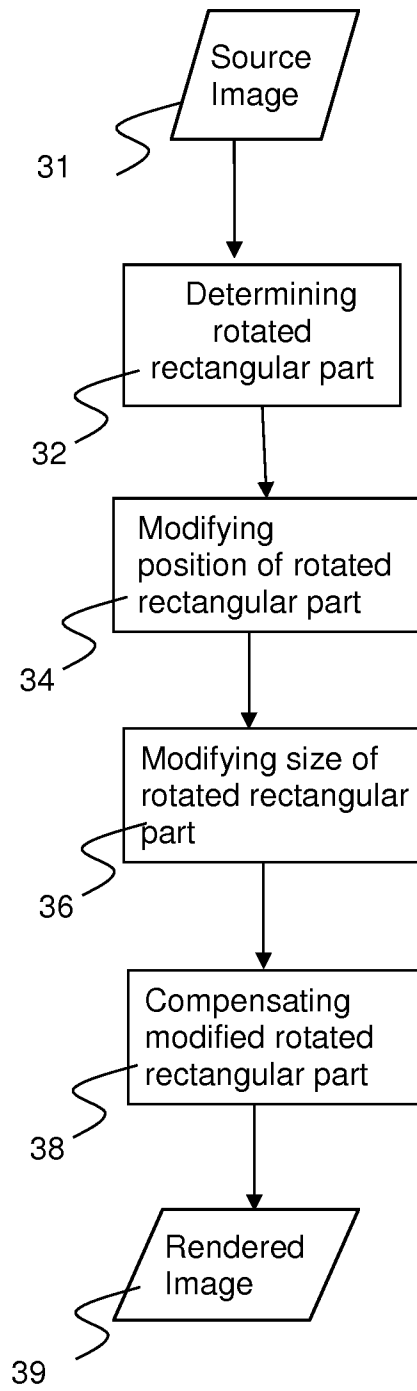 Source
Image
31
Determining
rotated
rectangular part
32
Modifying
position of rotated
rectangular part
34
Modifying size of
rotated rectangular
part
36
Compensating
modified rotated
rectangular part
38
Rendered
Image
39